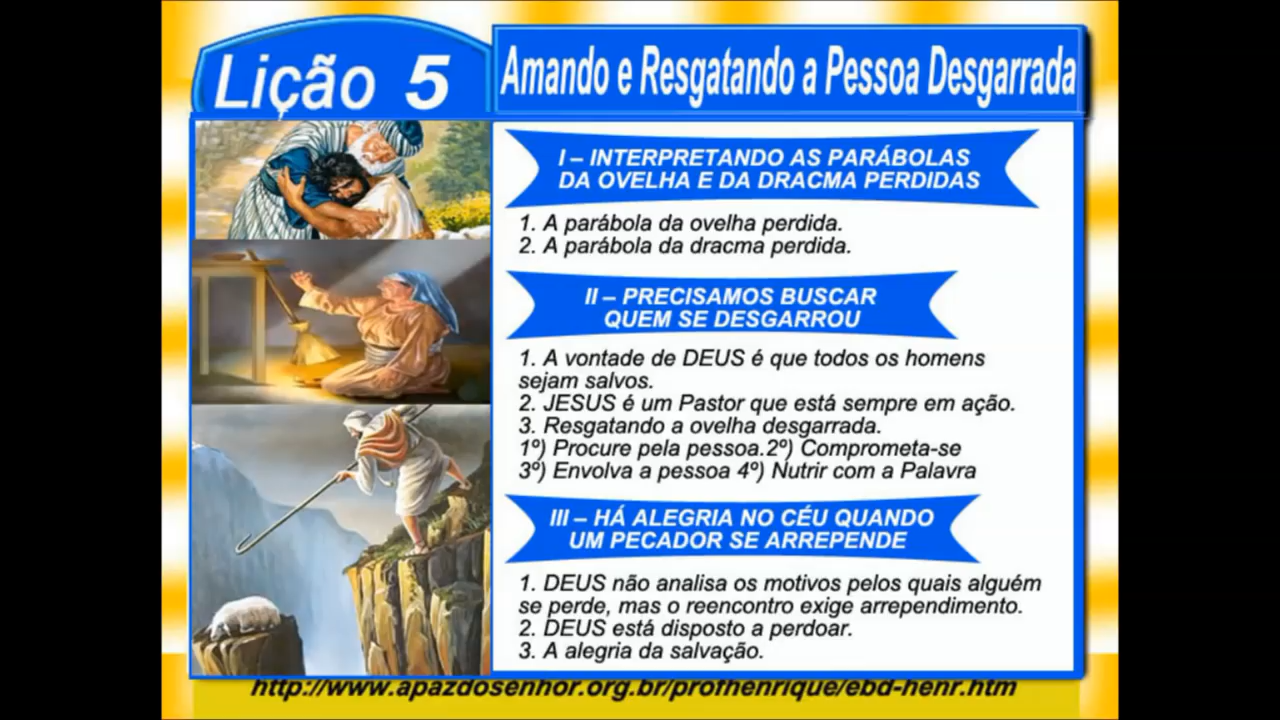 Lição 5
Amando e Resgatando a Pessoa Desgarrada
I – INTERPRETANDO AS PARÁBOLAS
DA OVELHA E DA DRACMA PERDIDAS
1. A parábola da ovelha perdida.
2. A parábola da dracma perdida.
II – PRECISAMOS BUSCAR
QUEM SE DESGARROU
1. A vontade de DEUS é que todos os homens
sejam salvos.
2. JESUS é um Pastor que está sempre em ação.
3. Resgatando a ovelha desgarrada.
1º) Procure pela pessoa.2º) Comprometa-se
3º) Envolva a pessoa 4º) Nutrir com a Palavra
III – HÁ ALEGRIA NO CÉU QUANDO
UM PECADOR SE ARREPENDE
1. DEUS não analisa os motivos pelos quais alguém
se perde, mas o reencontro exige arrependimento.
2. DEUS está disposto a perdoar.
3. A alegria da salvação.
http://www.apazdosenhor.org.br/profhenrique/ebd-henr.htm